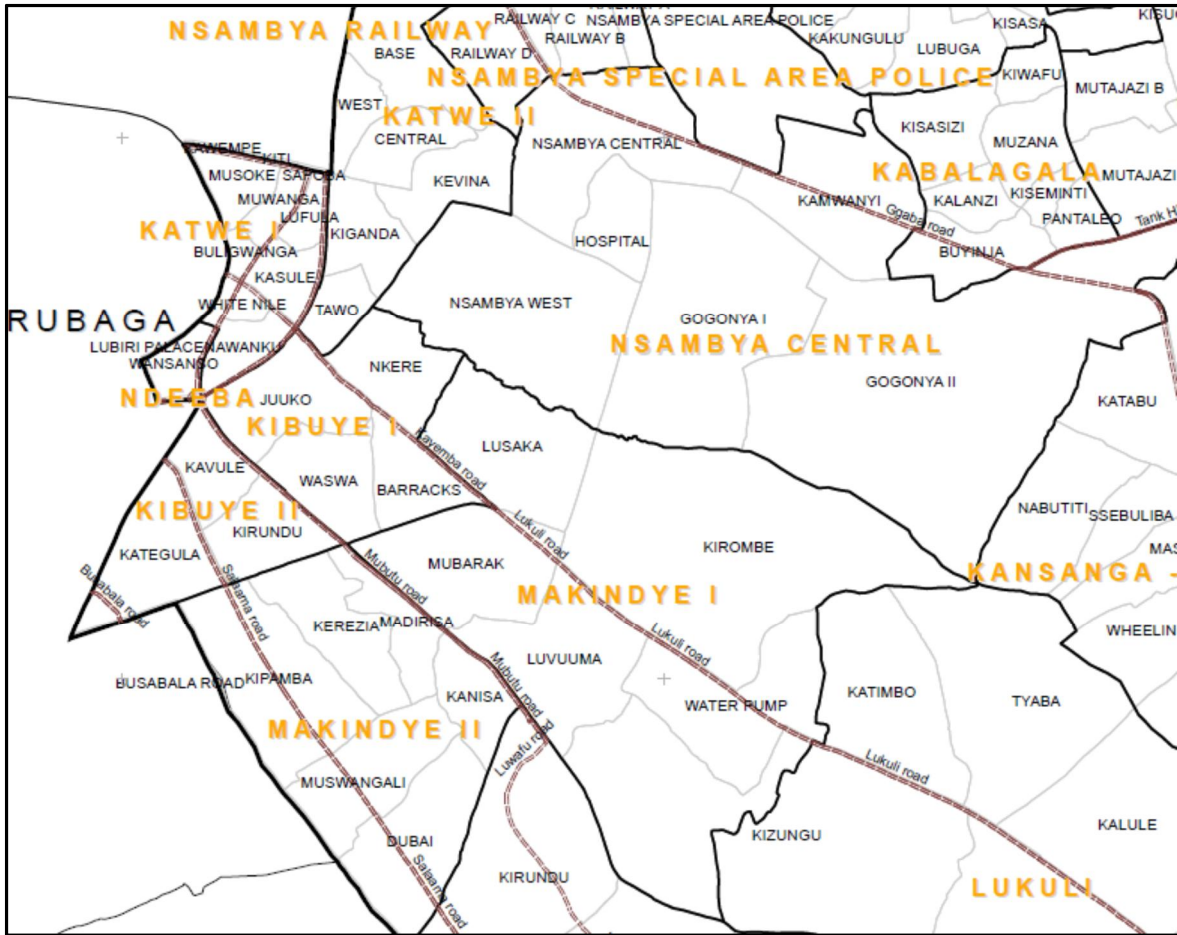 RAILWAY C
NSAMBYA SPECIAL AREA POLICE
KISASA
NSAMBYA RAILWAY
RAILWAY B
KAKUNGULU
LUBUGA
BASE
RAILWAY D
NSAMBYA SPECIAL AREA POLICE
KIWAFU
MUTAJAZI B
WEST
KATWE II
CENTRAL
NSAMBYA CENTRAL
KISASIZI
MUZANA
KAWEMPE
KITI
MUSOKE
SAPOBA
KEVINA
KABALAGALA
MUTAJAZI
MUWANGA
LUFULA
KAMWANYI
KALANZI
KISEMINTI
PANTALEO
Ggaba road
Tank H
KATWE I
KIGANDA
HOSPITAL
BULIGWANGA
BUYINJA
KASULE
WHITE NILE
TAWO
NSAMBYA WEST
GOGONYA I
RUBAGA
LUBIRI PALACE
NAWANKU
WANSANSO
NSAMBYA CENTRAL
NKERE
GOGONYA II
NDEEBA
JUUKO
KATABU
KIBUYE I
Kayemba road
LUSAKA
KAVULE
WASWA
BARRACKS
KIBUYE II
NABUTITI
SSEBULIBA
KIRUNDU
Lukuli road
KATEGULA
KIROMBE
MAS
MUBARAK
Mubutu road
Busabala road
Salaama road
KANSANGA -
MAKINDYE I
KEREZIA
MADIRISA
WHEELIN
Lukuli road
LUVUUMA
BUSABALA ROAD
KIPAMBA
Mubutu road
KANISA
KATIMBO
TYABA
WATER PUMP
MAKINDYE II
Luwafu road
Lukuli road
MUSWANGALI
KIZUNGU
KALULE
DUBAI
Salaama road
KIRUNDU
LUKULI